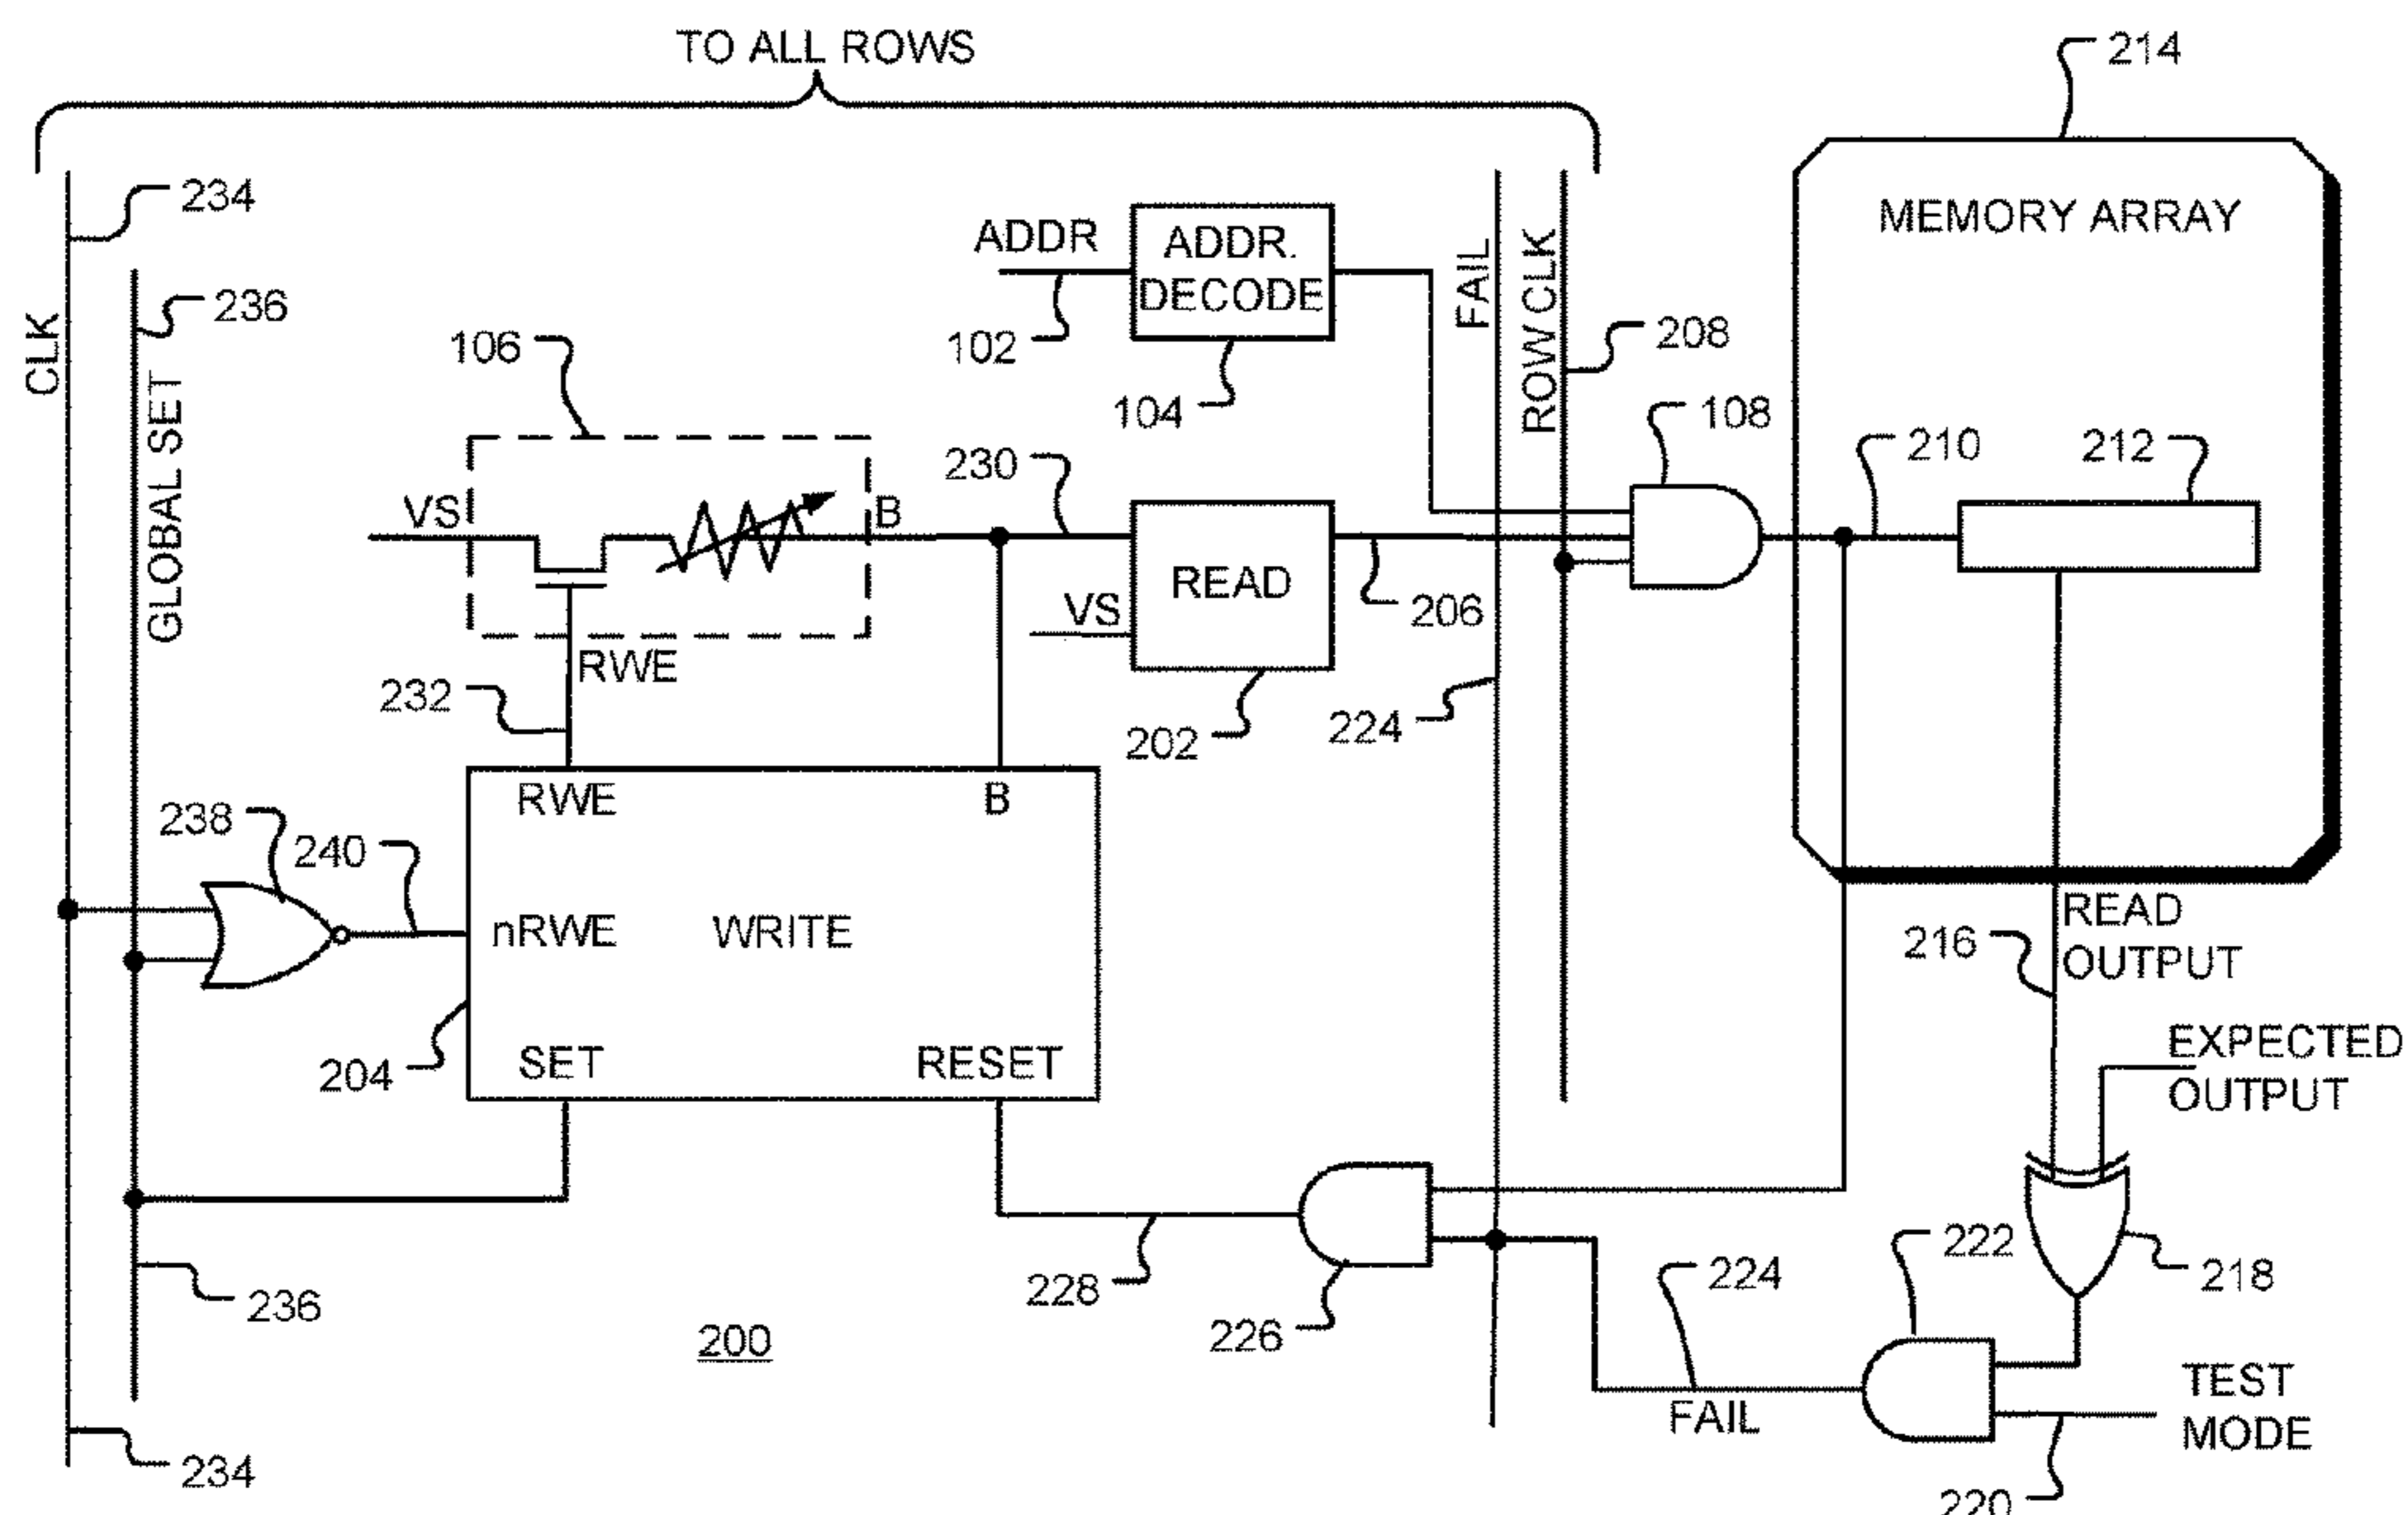 TO ALL ROWS
214
234
MEMORY ARRAY
ADDR
ADDR.
DECODE
236
FAIL
ROW CLK
CLK
106
102
208
104
108
GLOBAL SET
230
210
212
VS
B
READ
VS
206
RWE
232
224
202
238
RWE
B
240
nRWE
WRITE
READ
OUTPUT
216
204
SET
RESET
EXPECTED
OUTPUT
222
218
236
228
224
226
200
FAIL
TEST
MODE
234
220